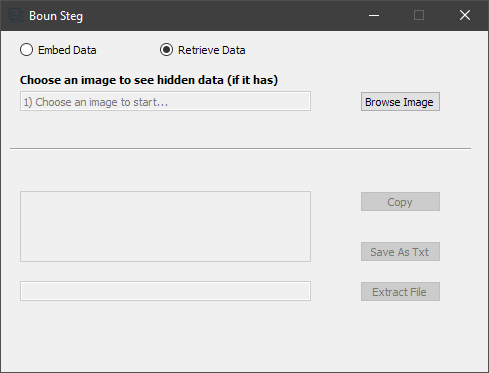 Boun Steg
Embed Data
Retrieve Data
Choose an image to see hidden data (if it has)
1) Choose an image to start...
Browse Image
Copy
Save As Txt
Extract File